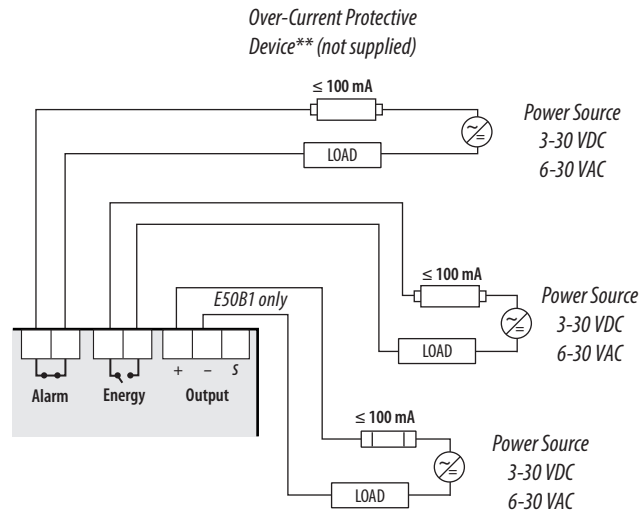 Over-Current Protective
Device** (not supplied)
≤ 100 mA
LOAD
Power Source
3-30 VDC
6-30 VAC
≤ 100 mA
LOAD
Power Source
3-30 VDC
6-30 VAC
E50B1 only
+ − S
Alarm Energy Output
≤ 100 mA
LOAD
Power Source
3-30 VDC
6-30 VAC